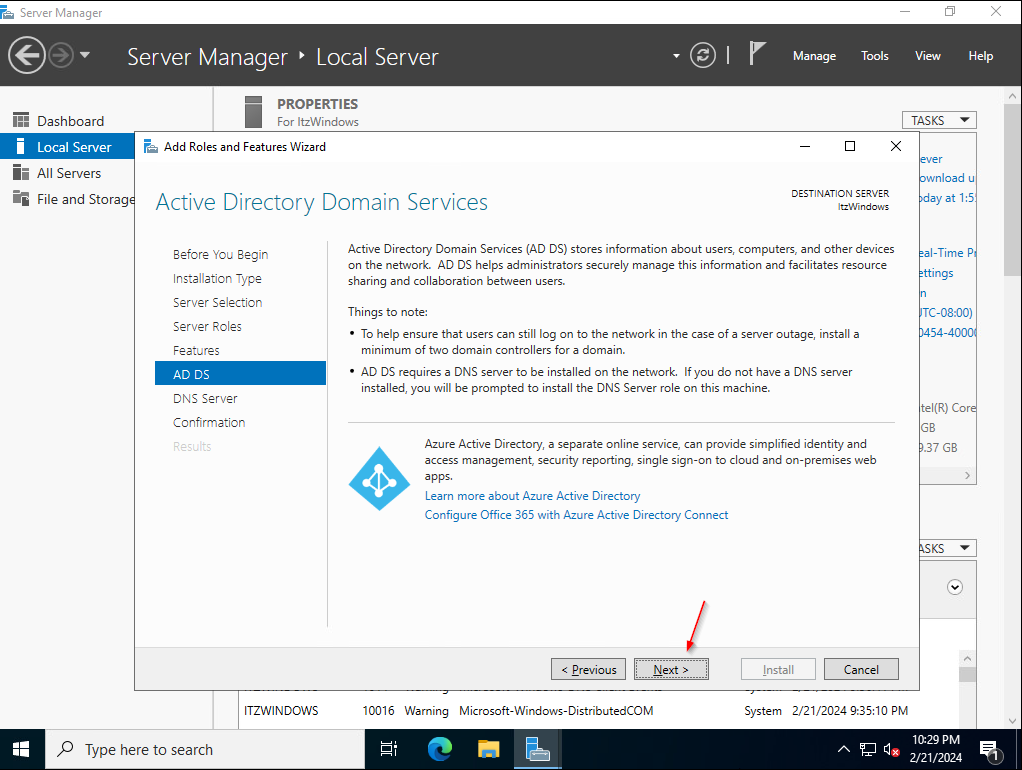 Server Manager
Server Manager ‣ Local Server
Manage Tools View Help
Dashboard
Local Server
All Servers
File and Storage
PROPERTIES
For ItzWindows
TASKS
Add Roles and Features Wizard
Active Directory Domain Services
DESTINATION SERVER
ItzWindows
Before You Begin
Installation Type
Server Selection
Server Roles
Features
AD DS
DNS Server
Confirmation
Results
Active Directory Domain Services (AD DS) stores information about users, computers, and other devices
on the network. AD DS helps administrators securely manage this information and facilitates resource
sharing and collaboration between users.
Things to note:
• To help ensure that users can still log on to the network in the case of a server outage, install a
minimum of two domain controllers for a domain.
• AD DS requires a DNS server to be installed on the network. If you do not have a DNS server
installed, you will be prompted to install the DNS Server role on this machine.
Azure Active Directory, a separate online service, can provide simplified identity and
access management, security reporting, single sign-on to cloud and on-premises web
apps.
Learn more about Azure Active Directory
Configure Office 365 with Azure Active Directory Connect
< Previous
Next >
Install
Cancel
ever
ownload u
oday at 1:5
eal-Time Pr
ettings
n
UTC-08:00)
0454-4000
tel(R) Core
GB
9.37 GB
ASKS
ITZWINDOWS 10016 Warning Microsoft-Windows-DistributedCOM System 2/21/2024 9:35:10 PM
Type here to search
10:29 PM
2/21/2024
1